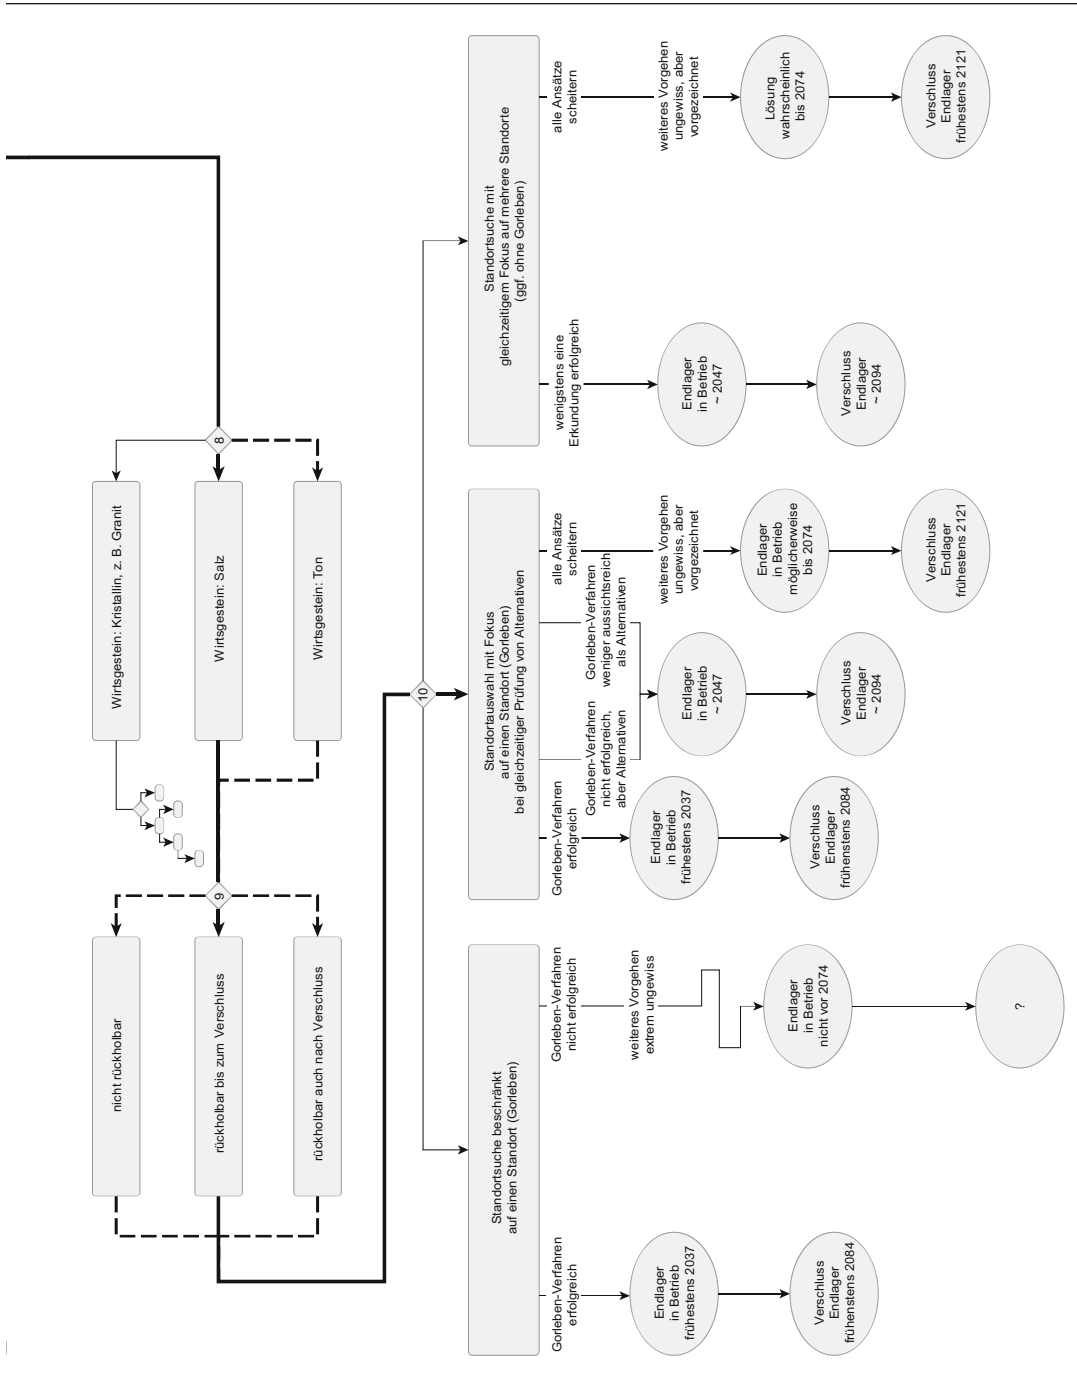 Wirtsgestein: Kristallin, z. B. Granit
Wirtsgestein: Salz
Wirtsgestein: Ton
8
nicht rückholbar
rückholbar bis zum Verschluss
rückholbar auch nach Verschluss
9
10
Standortsuche beschränkt
auf einen Standort (Gorleben)
Gorleben-Verfahren
erfolgreich
Endlager
in Betrieb
frühestens 2037
Verschluss
Endlager
frühenstens 2084
Gorleben-Verfahren
nicht erfolgreich
weiteres Vorgehen
extrem ungewiss
Endlager
in Betrieb
nicht vor 2074
?
Standortauswahl mit Fokus
auf einen Standort (Gorleben)
bei gleichzeitiger Prüfung von Alternativen
Gorleben-Verfahren
erfolgreich
Endlager
in Betrieb
frühestens 2037
Verschluss
Endlager
frühenstens 2084
Gorleben-Verfahren
nicht erfolgreich,
aber Alternativen
Gorleben-Verfahren
weniger aussichtsreich
als Alternativen
Endlager
in Betrieb
~ 2047
Verschluss
Endlager
~ 2094
alle Ansätze
scheitern
weiteres Vorgehen
ungewiss, aber
vorgezeichnet
Endlager
in Betrieb
möglicherweise
bis 2074
Verschluss
Endlager
frühestens 2121
Standortsuche mit
gleichzeitigem Fokus auf mehrere Standorte
(ggf. ohne Gorleben)
wenigstens eine
Erkundung erfolgreich
Endlager
in Betrieb
~ 2047
Verschluss
Endlager
~ 2094
alle Ansätze
scheitern
weiteres Vorgehen
ungewiss, aber
vorgezeichnet
Lösung
wahrscheinlich
bis 2074
Verschluss
Endlager
frühestens 2121